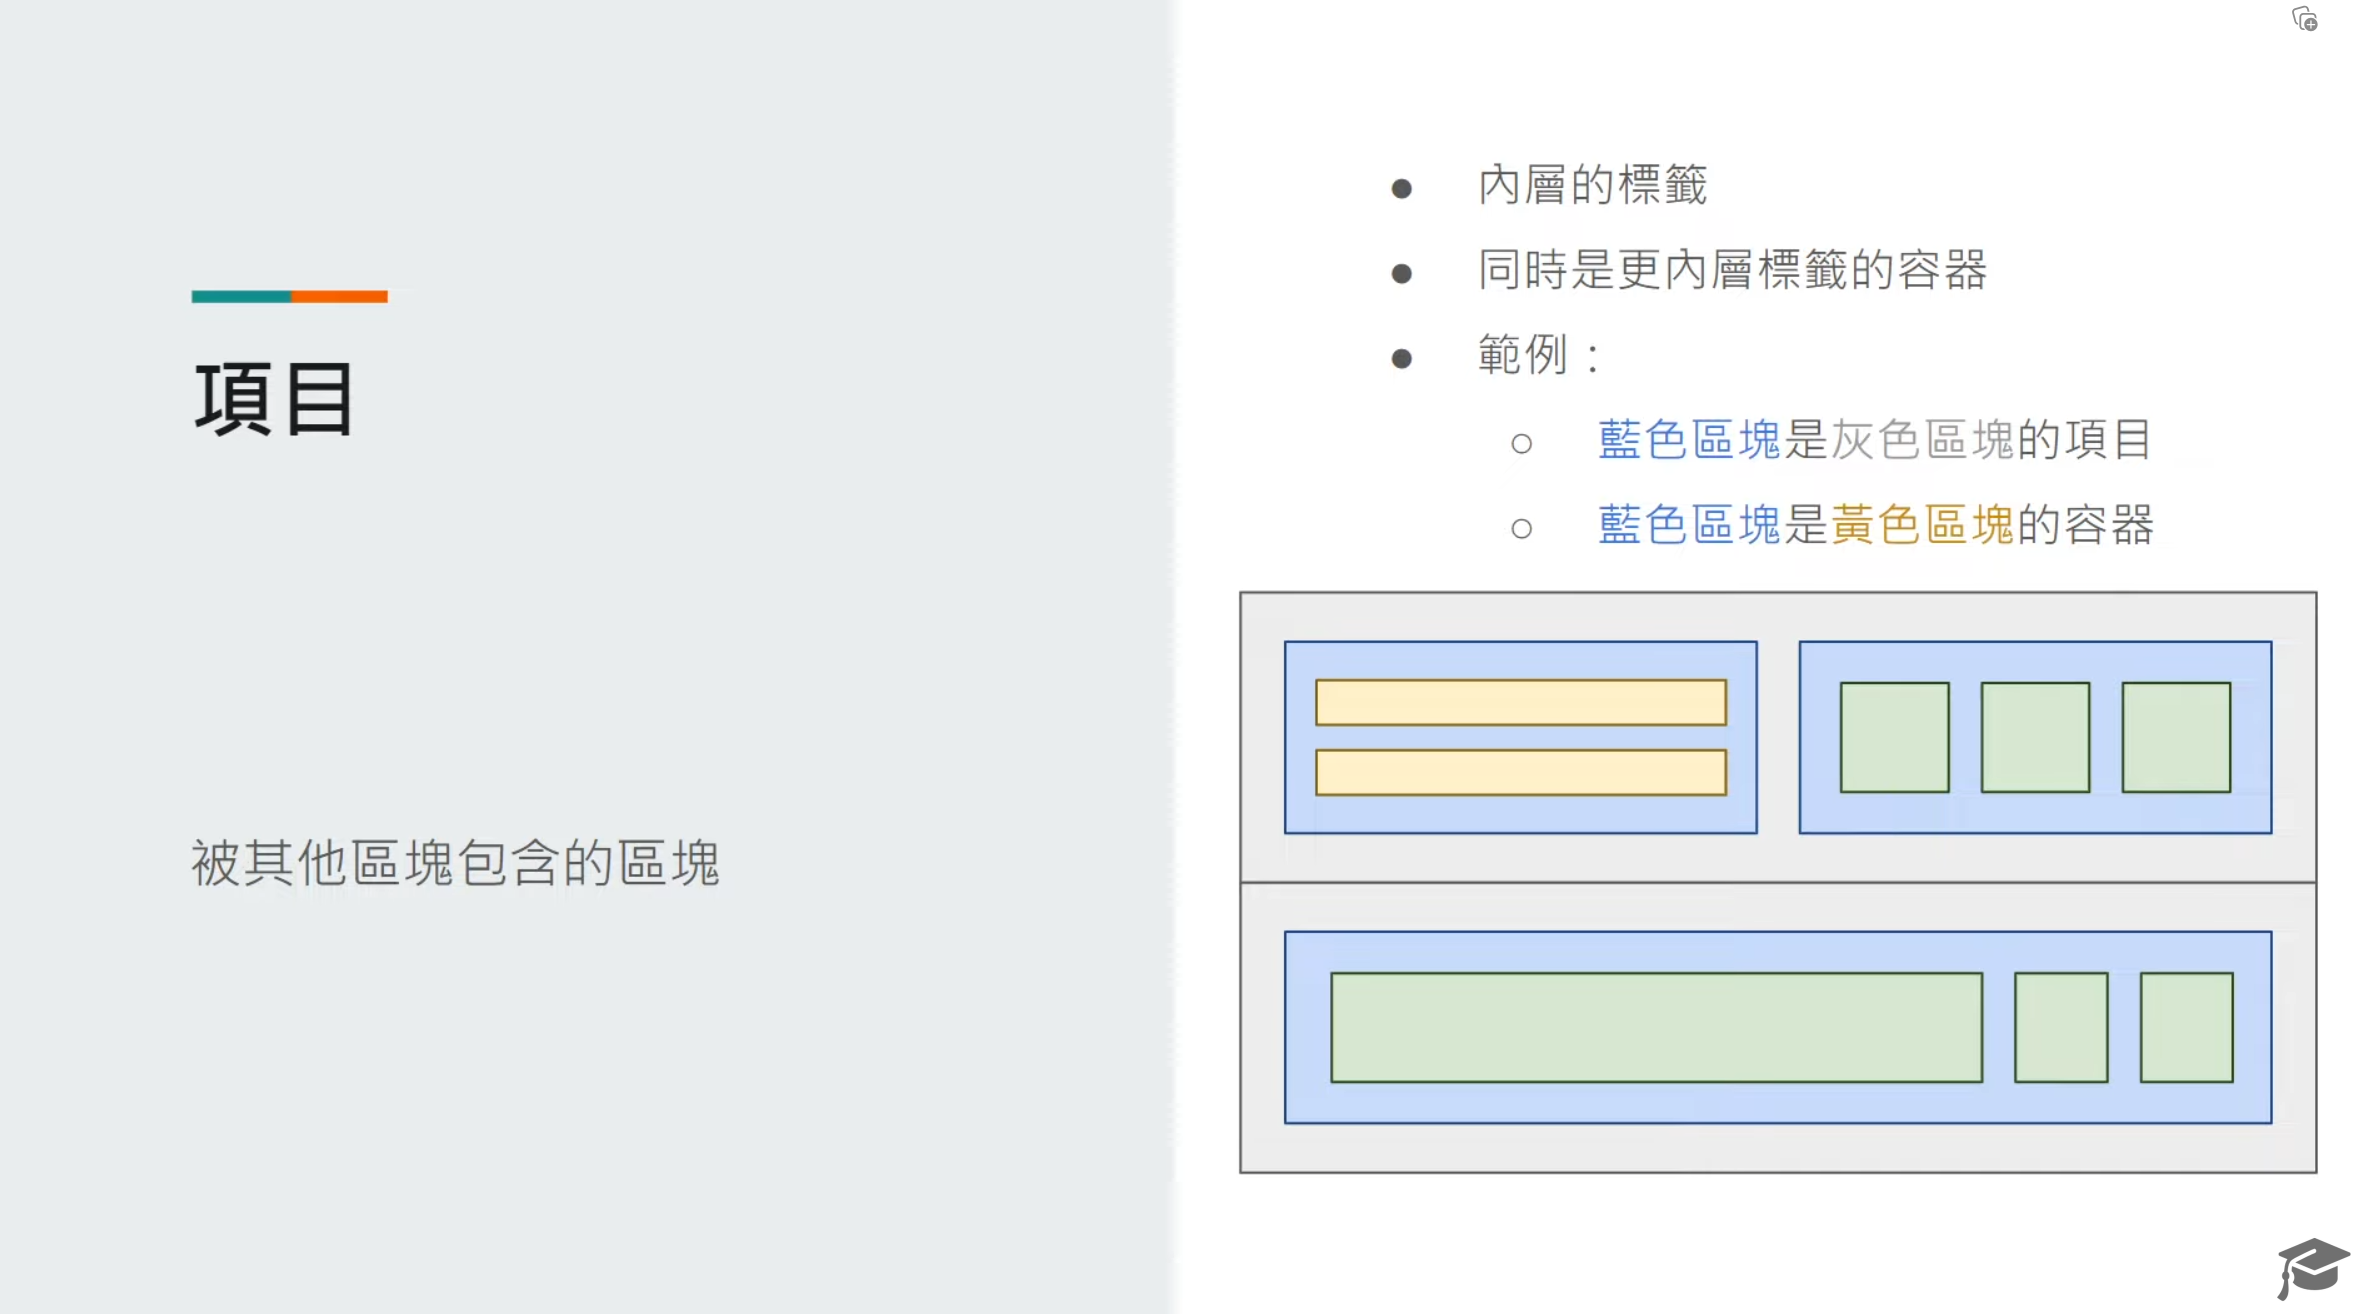 項目
被其他區塊包含的區塊
● 內層的標籤
● 同時是更內層標籤的容器
● 範例：
○ 藍色區塊是灰色區塊的項目
○ 藍色區塊是黃色區塊的容器